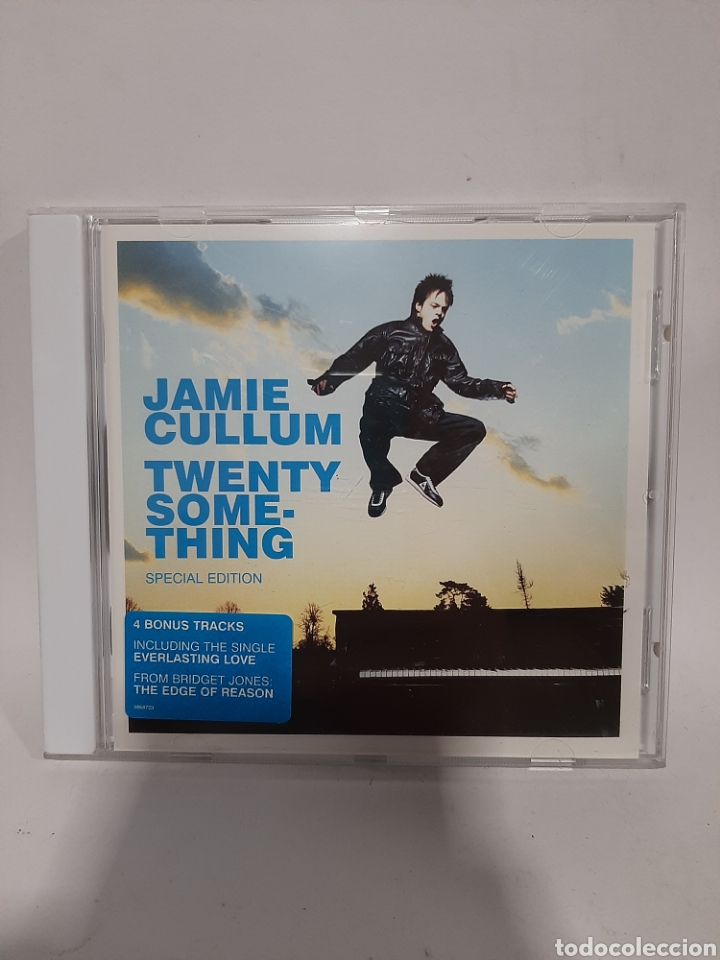 JAMIE
CULLUM
TWENTY
SOME-
THING
SPECIAL EDITION
4 BONUS TRACKS
INCLUDING THE SINGLE
EVERLASTING LOVE
FROM BRIDGET JONES:
THE EDGE OF REASON
todocoleccion